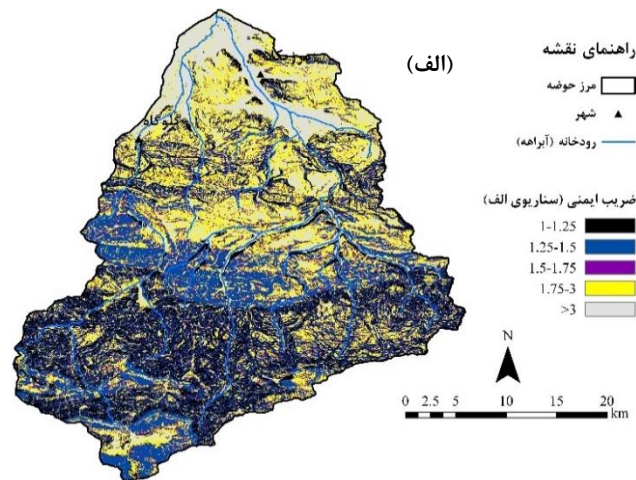 (الف)
راهنمای نقشه
مرز حوضه
شهر
رودخانه (آبراهه)
ضریب ایمنی (سناریوی الف)
1-1.25
1.25-1.5
1.5-1.75
1.75-3
>3
N
0 2.5 5 10 15 20
km